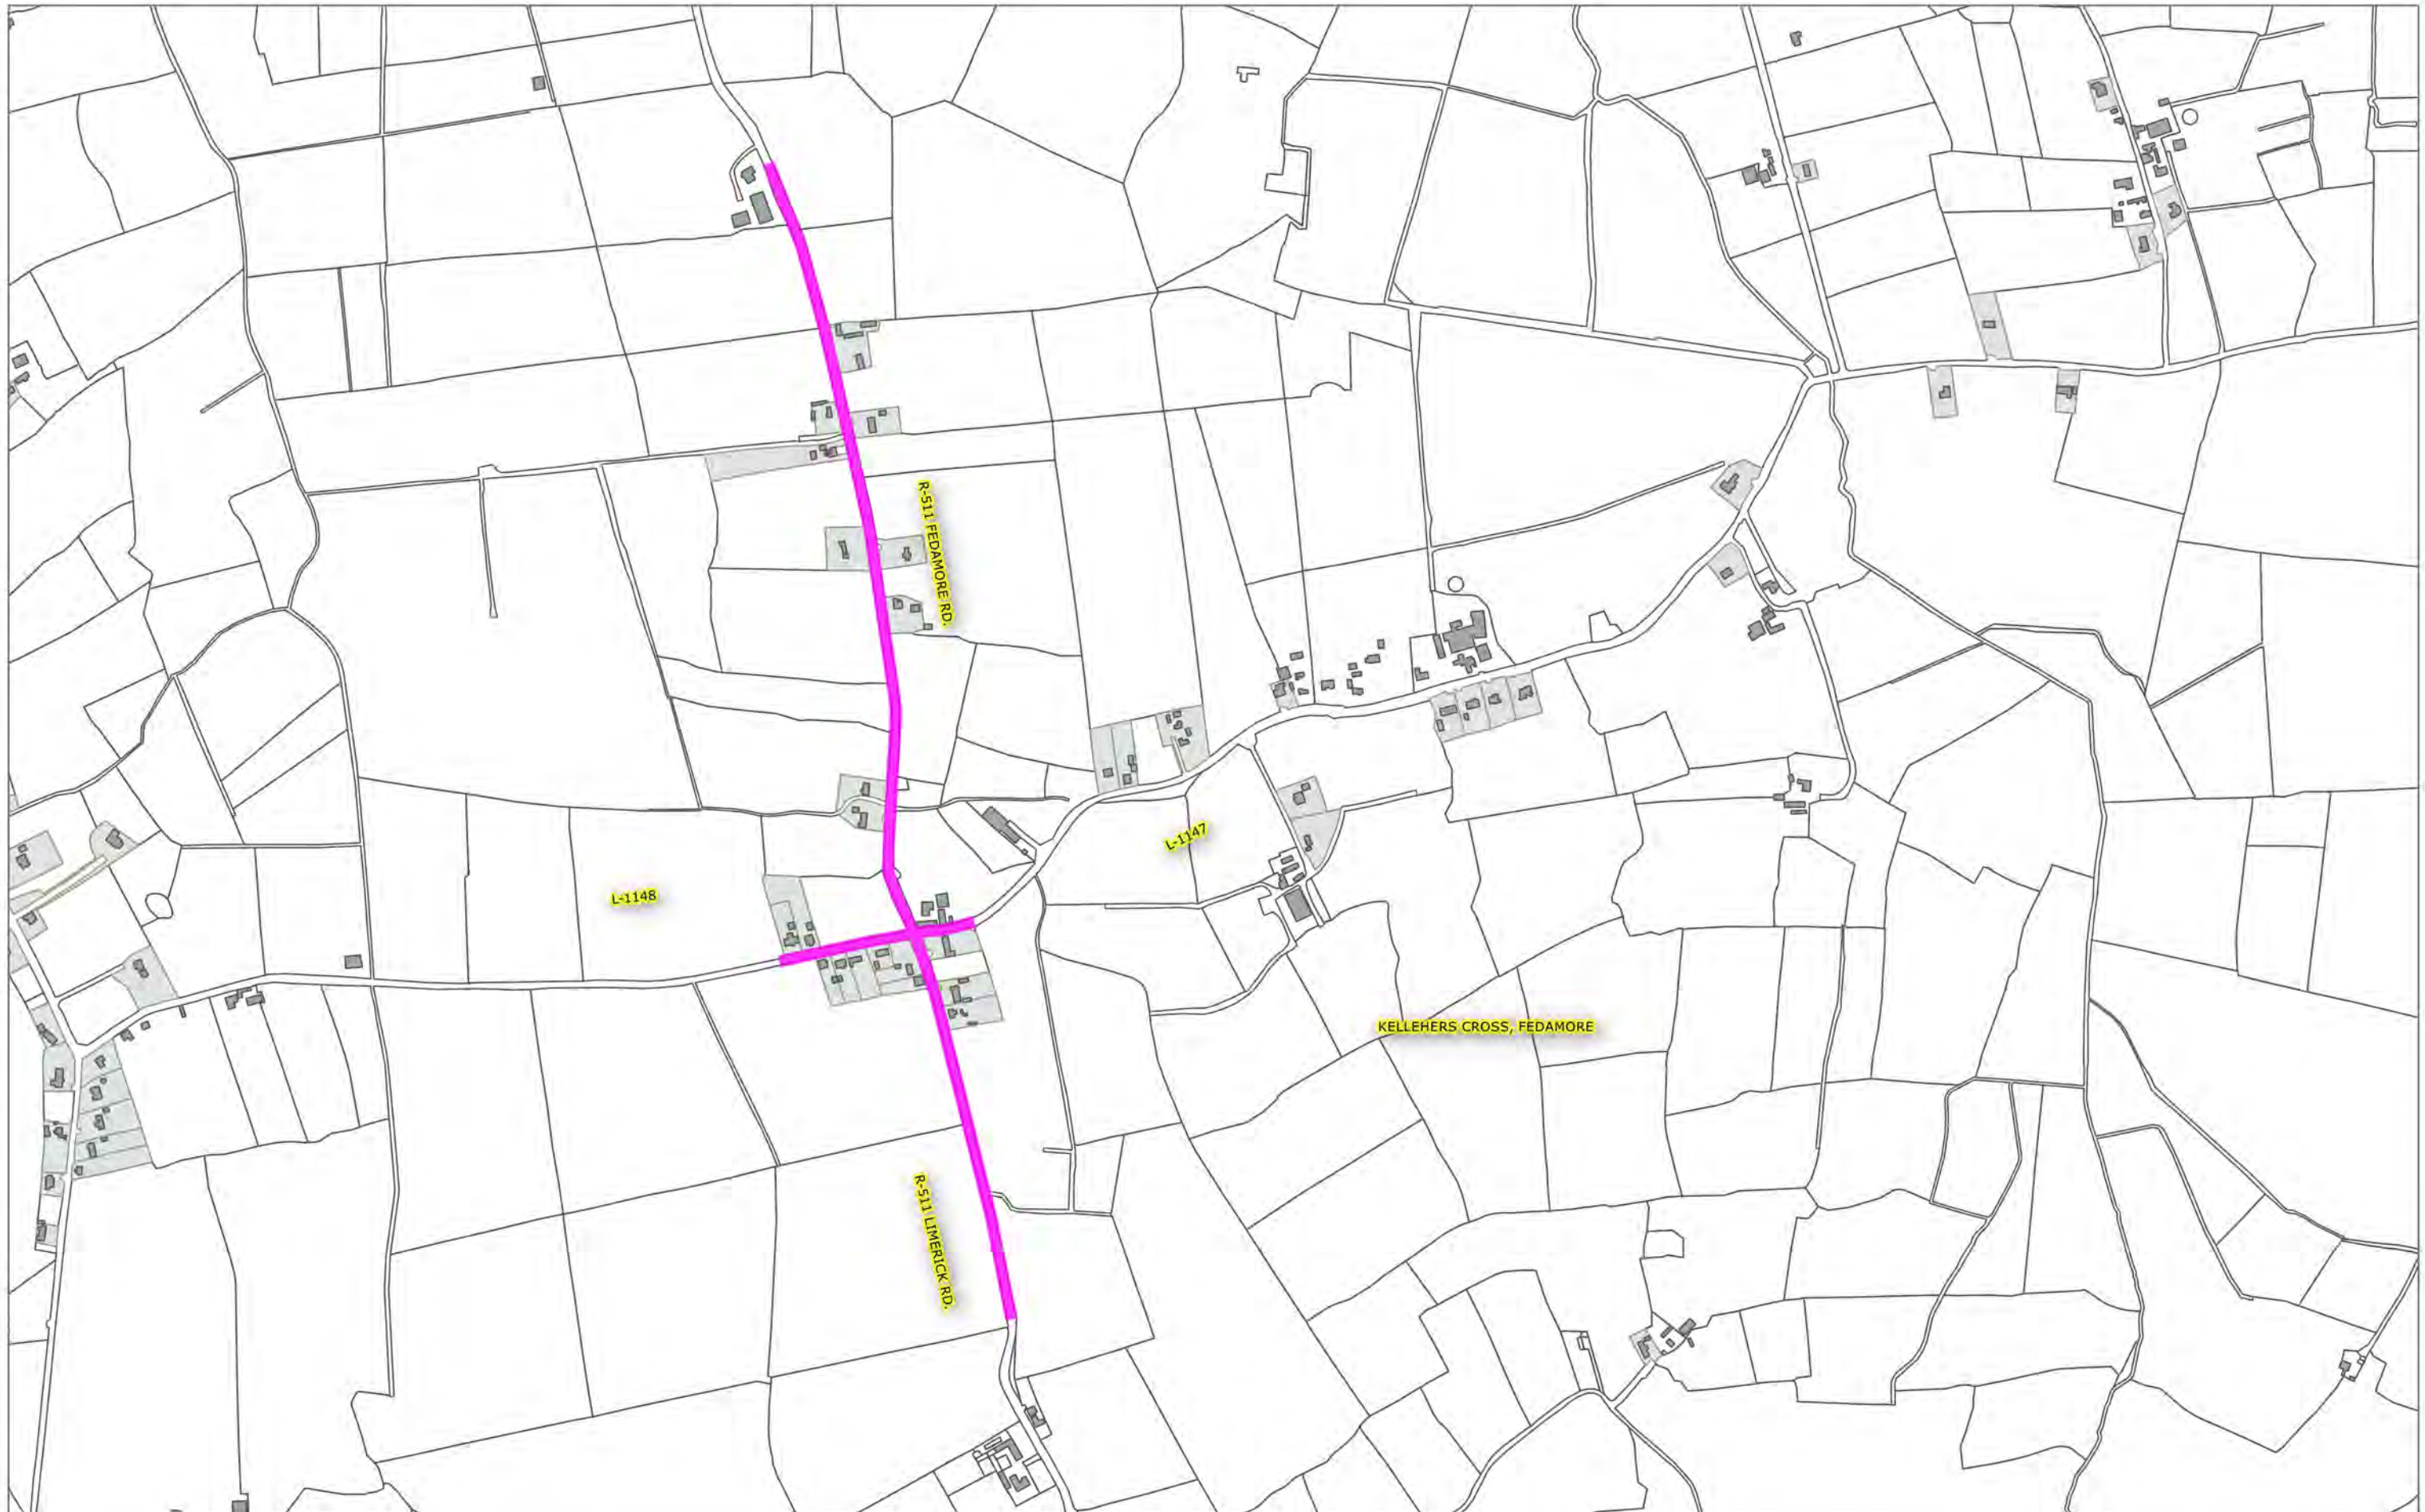 R-511 FEDAMORE RD.
L-1147
L-1148
KELLEHERS CROSS, FEDAMORE
R-511 LIMERICK RD.